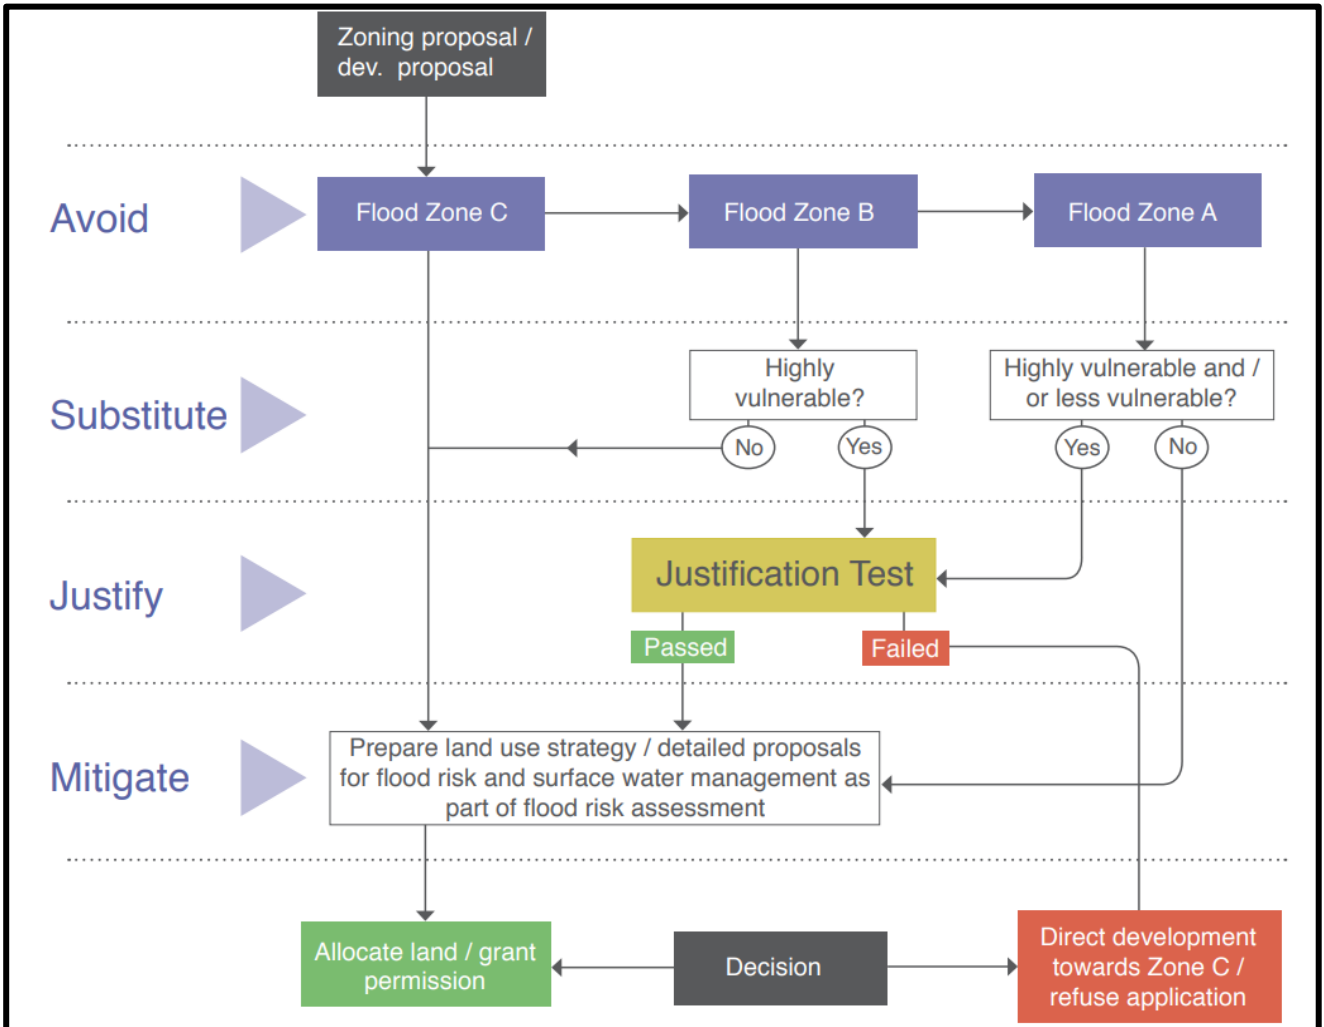 Zoning proposal /
dev. proposal
Avoid
Flood Zone C
Flood Zone B
Flood Zone A
Substitute
Highly
vulnerable?
Highly vulnerable and /
or less vulnerable?
No
Yes
Yes
No
Justify
Justification Test
Passed
Failed
Mitigate
Prepare land use strategy / detailed proposals
for flood risk and surface water management as
part of flood risk assessment
Allocate land / grant
permission
Decision
Direct development
towards Zone C /
refuse application